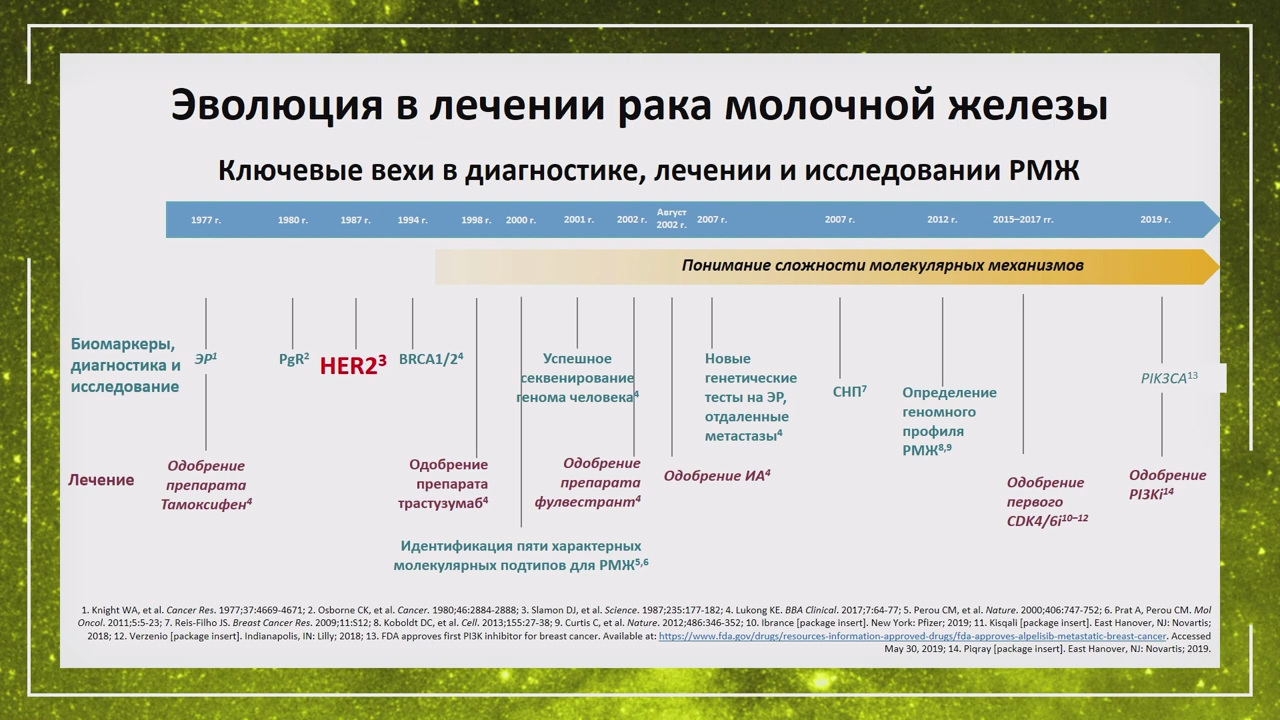 Эволюция в лечении рака молочной железы
Ключевые вехи в диагностике, лечении и исследовании РМЖ
1977 г.
1980 г.
1987 г.
1994 г.
1998 г.
2000 г.
2001 г.
2002 г.
Август
2002 г.
2007 г.
2007 г.
2012 г.
2015–2017 гг.
2019 г.
Понимание сложности молекулярных механизмов
Биомаркеры,
диагностика и
исследование
ЭР¹
PgR²
HER2³
BRCA1/2⁴
Успешное
секвенирование
генома человека⁴
Новые
генетические
тесты на ЭР,
отдаленные
метастазы⁴
СНП⁷
Определение
геномного
профиля
РМЖ⁸,⁹
PIK3CA¹³
Лечение
Одобрение
препарата
Тамоксифен⁴
Одобрение
препарата
трастузумаб⁴
Одобрение
препарата
фулвестрант⁴
Одобрение ИА⁴
Одобрение
первого
CDK4/6i¹⁰⁻¹²
Одобрение
PI3Ki¹⁴
Идентификация пяти характерных
молекулярных подтипов для РМЖ⁵,⁶
1. Knight WA, et al. Cancer Res. 1977;37:4669-4671; 2. Osborne CK, et al. Cancer. 1980;46:2884-2888; 3. Slamon DJ, et al. Science. 1987;235:177-182; 4. Lukong KE. BBA Clinical. 2017;7:64-77; 5. Perou CM, et al. Nature. 2000;406:747-752; 6. Prat A, Perou CM. Mol
Oncol. 2011;5:5-23; 7. Reis-Filho JS. Breast Cancer Res. 2009;11:S12; 8. Koboldt DC, et al. Cell. 2013;155:27-38; 9. Curtis C, et al. Nature. 2012;486:346-352; 10. Ibrance [package insert]. New York: Pfizer; 2019; 11. Kisqali [package insert]. East Hanover, NJ: Novartis;
2018; 12. Verzenio [package insert]. Indianapolis, IN: Lilly; 2018; 13. FDA approves first PI3K inhibitor for breast cancer. Available at: https://www.fda.gov/drugs/resources-information-approved-drugs/fda-approves-alpelisib-metastatic-breast-cancer. Accessed
May 30, 2019; 14. Piqray [package insert]. East Hanover, NJ: Novartis; 2019.